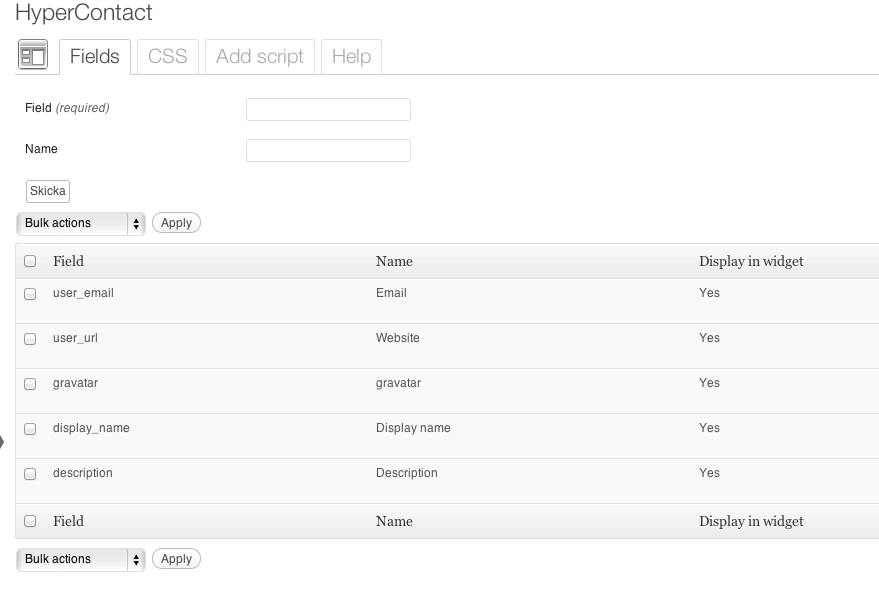 HyperContact
Fields CSS Add script Help
Field (required)
Name
Skicka
Bulk actions Apply
Field Name Display in widget
user_email Email Yes
user_url Website Yes
gravatar gravatar Yes
display_name Display name Yes
description Description Yes
Field Name Display in widget
Bulk actions Apply